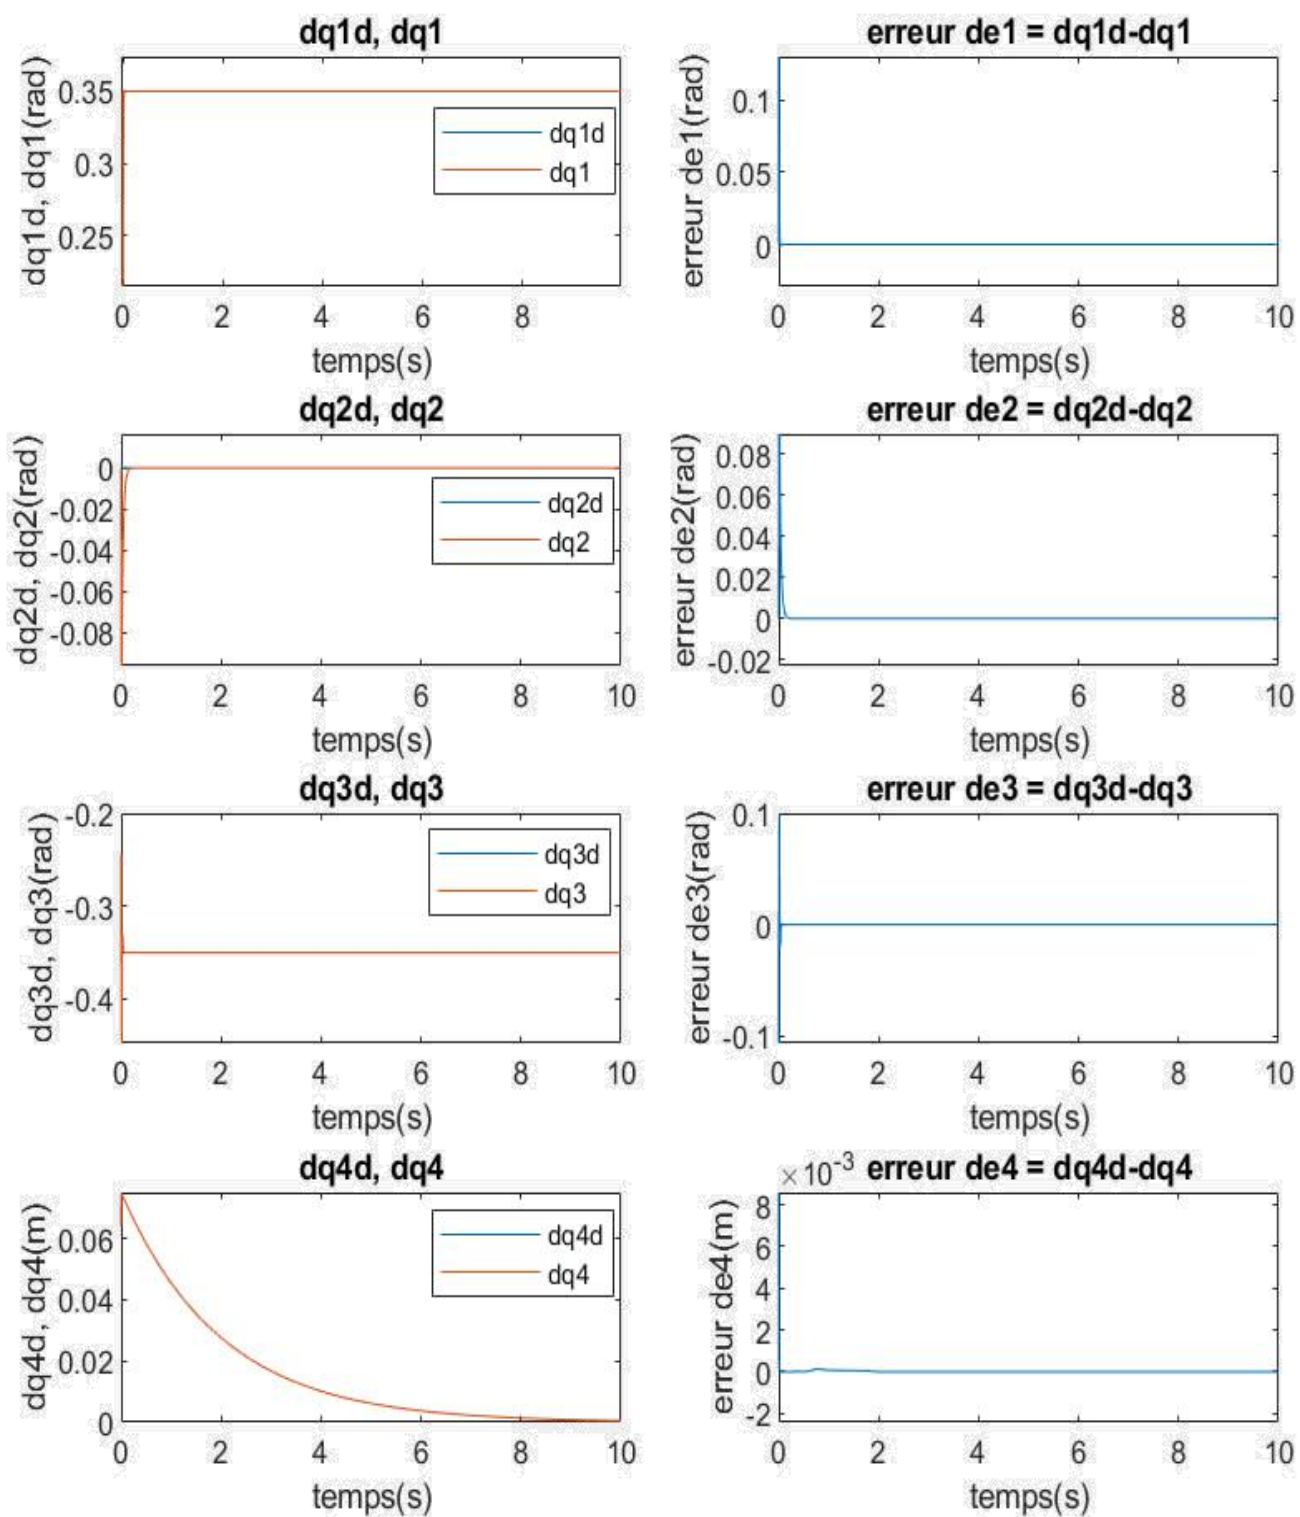 dq1d, dq1
dq1d, dq1(rad)
0.35
0.3
0.25
dq1d
dq1
0 2 4 6 8
temps(s)
erreur de1 = dq1d-dq1
erreur de1(rad)
0.1
0.05
0
0 2 4 6 8 10
temps(s)
dq2d, dq2
dq2d, dq2(rad)
0
-0.02
-0.04
-0.06
-0.08
dq2d
dq2
0 2 4 6 8 10
temps(s)
erreur de2 = dq2d-dq2
erreur de2(rad)
0.08
0.06
0.04
0.02
0
-0.02
0 2 4 6 8 10
temps(s)
dq3d, dq3
dq3d, dq3(rad)
-0.2
-0.3
-0.4
dq3d
dq3
0 2 4 6 8 10
temps(s)
erreur de3 = dq3d-dq3
erreur de3(rad)
0.1
0
-0.1
0 2 4 6 8 10
temps(s)
dq4d, dq4
dq4d, dq4(m)
0.06
0.04
0.02
0
dq4d
dq4
0 2 4 6 8 10
temps(s)
×10⁻³ erreur de4 = dq4d-dq4
erreur de4(m)
8
6
4
2
0
-2
0 2 4 6 8 10
temps(s)